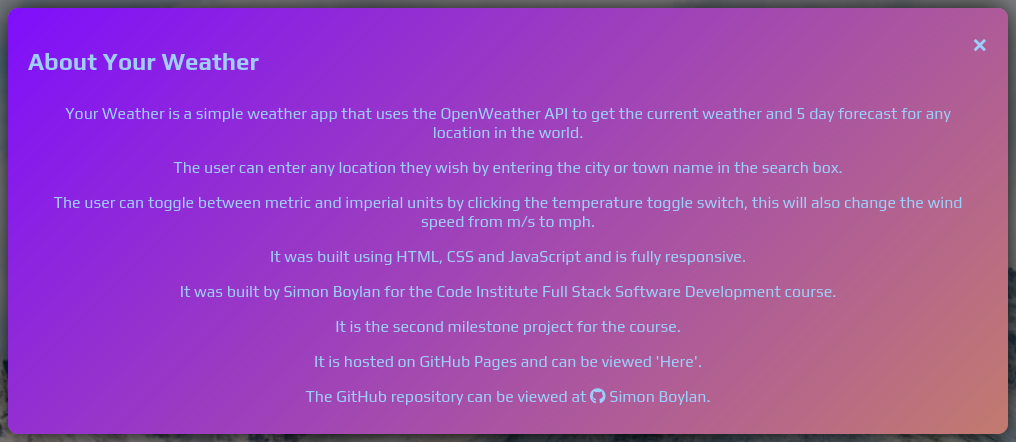 About Your Weather
×
Your Weather is a simple weather app that uses the OpenWeather API to get the current weather and 5 day forecast for any
location in the world.
The user can enter any location they wish by entering the city or town name in the search box.
The user can toggle between metric and imperial units by clicking the temperature toggle switch, this will also change the wind
speed from m/s to mph.
It was built using HTML, CSS and JavaScript and is fully responsive.
It was built by Simon Boylan for the Code Institute Full Stack Software Development course.
It is the second milestone project for the course.
It is hosted on GitHub Pages and can be viewed 'Here'.
The GitHub repository can be viewed at Simon Boylan.